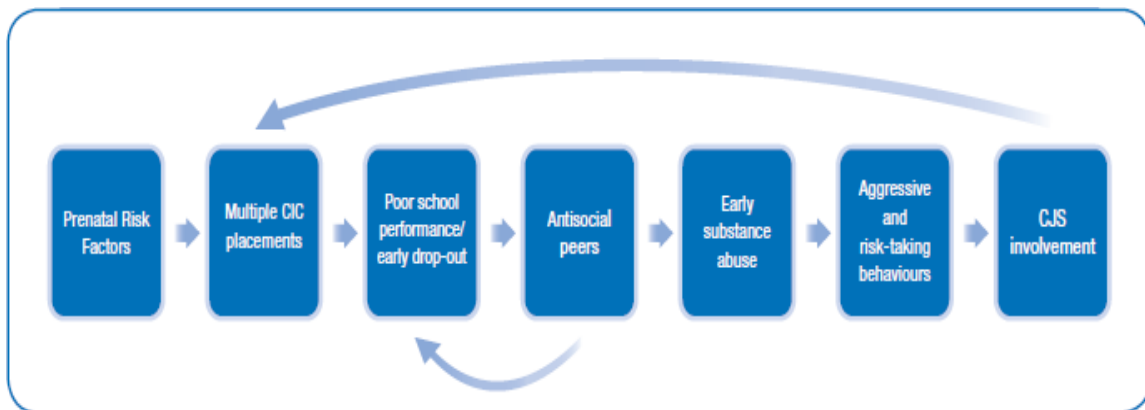 Prenatal Risk
Factors
Multiple CIC
placements
Poor school
performance/
early drop-out
Antisocial
peers
Early
substance
abuse
Aggressive
and
risk-taking
behaviours
CJS
involvement